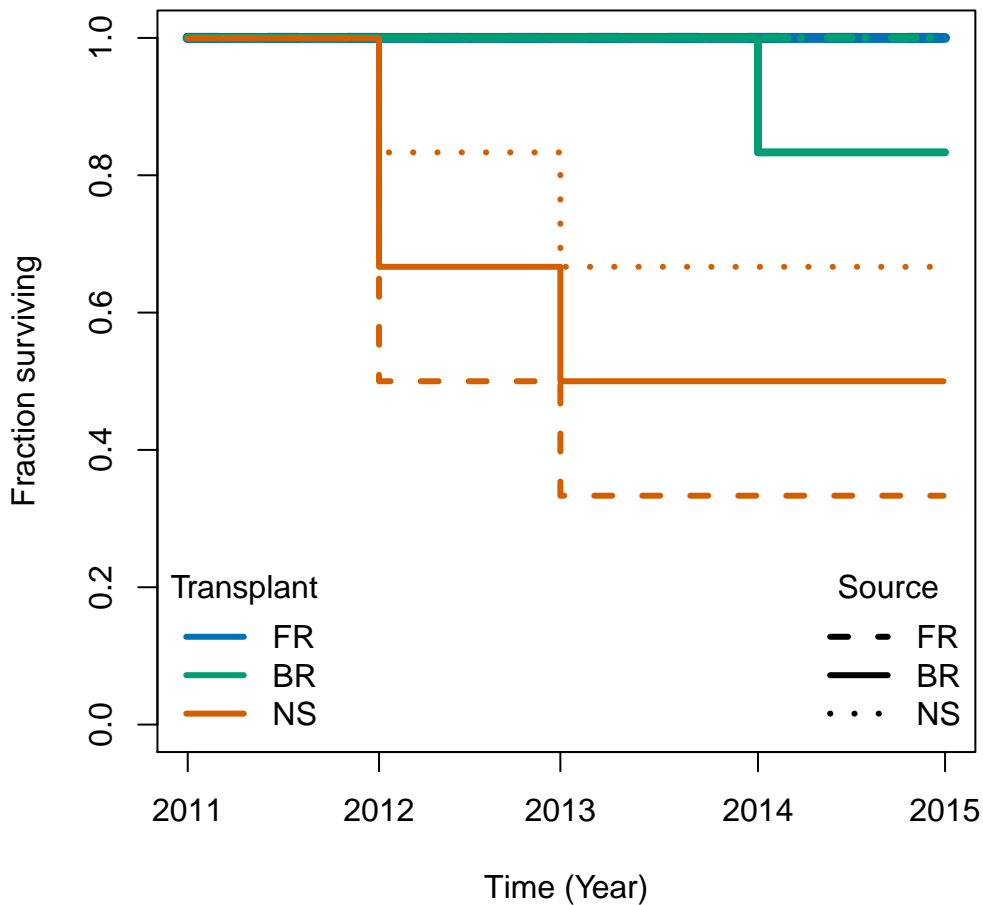 1.0
0.8
0.6
0.4
0.2
0.0
Fraction surviving
Transplant
FR
BR
NS
Source
FR
BR
NS
2011 2012 2013 2014 2015
Time (Year)